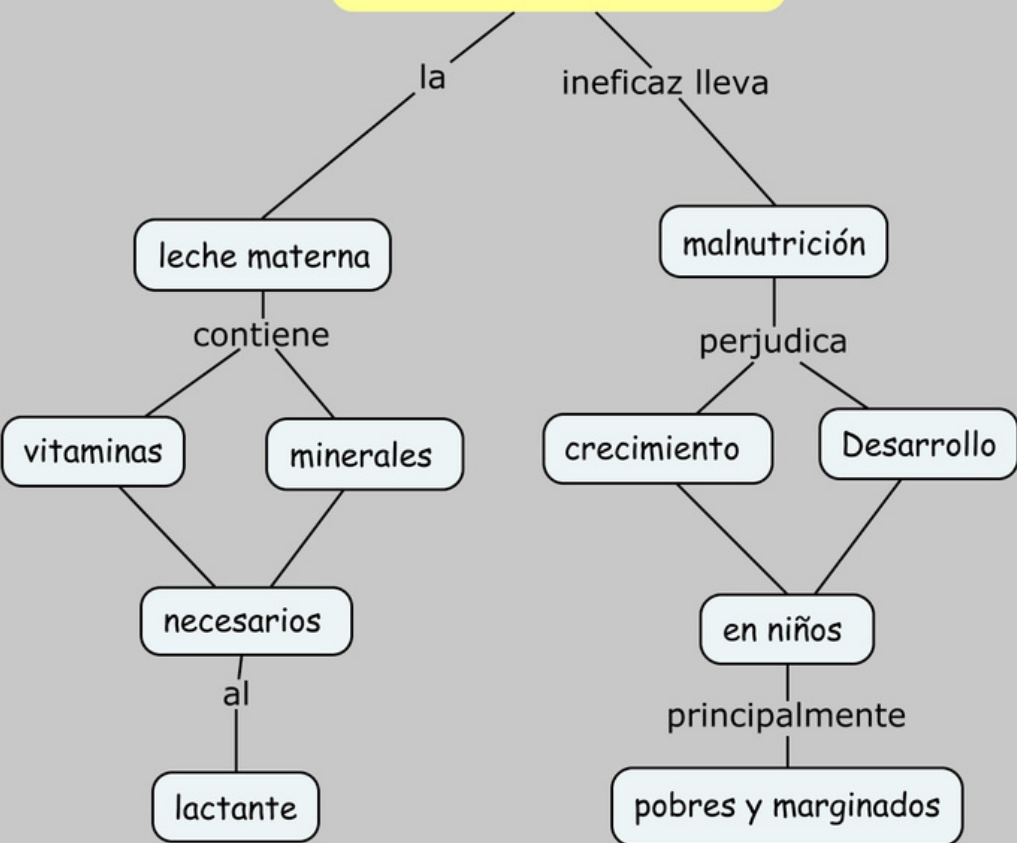 la
ineficaz lleva
leche materna
malnutrición
contiene
perjudica
vitaminas
minerales
crecimiento
Desarrollo
necesarios
en niños
al
principalmente
lactante
pobres y marginados